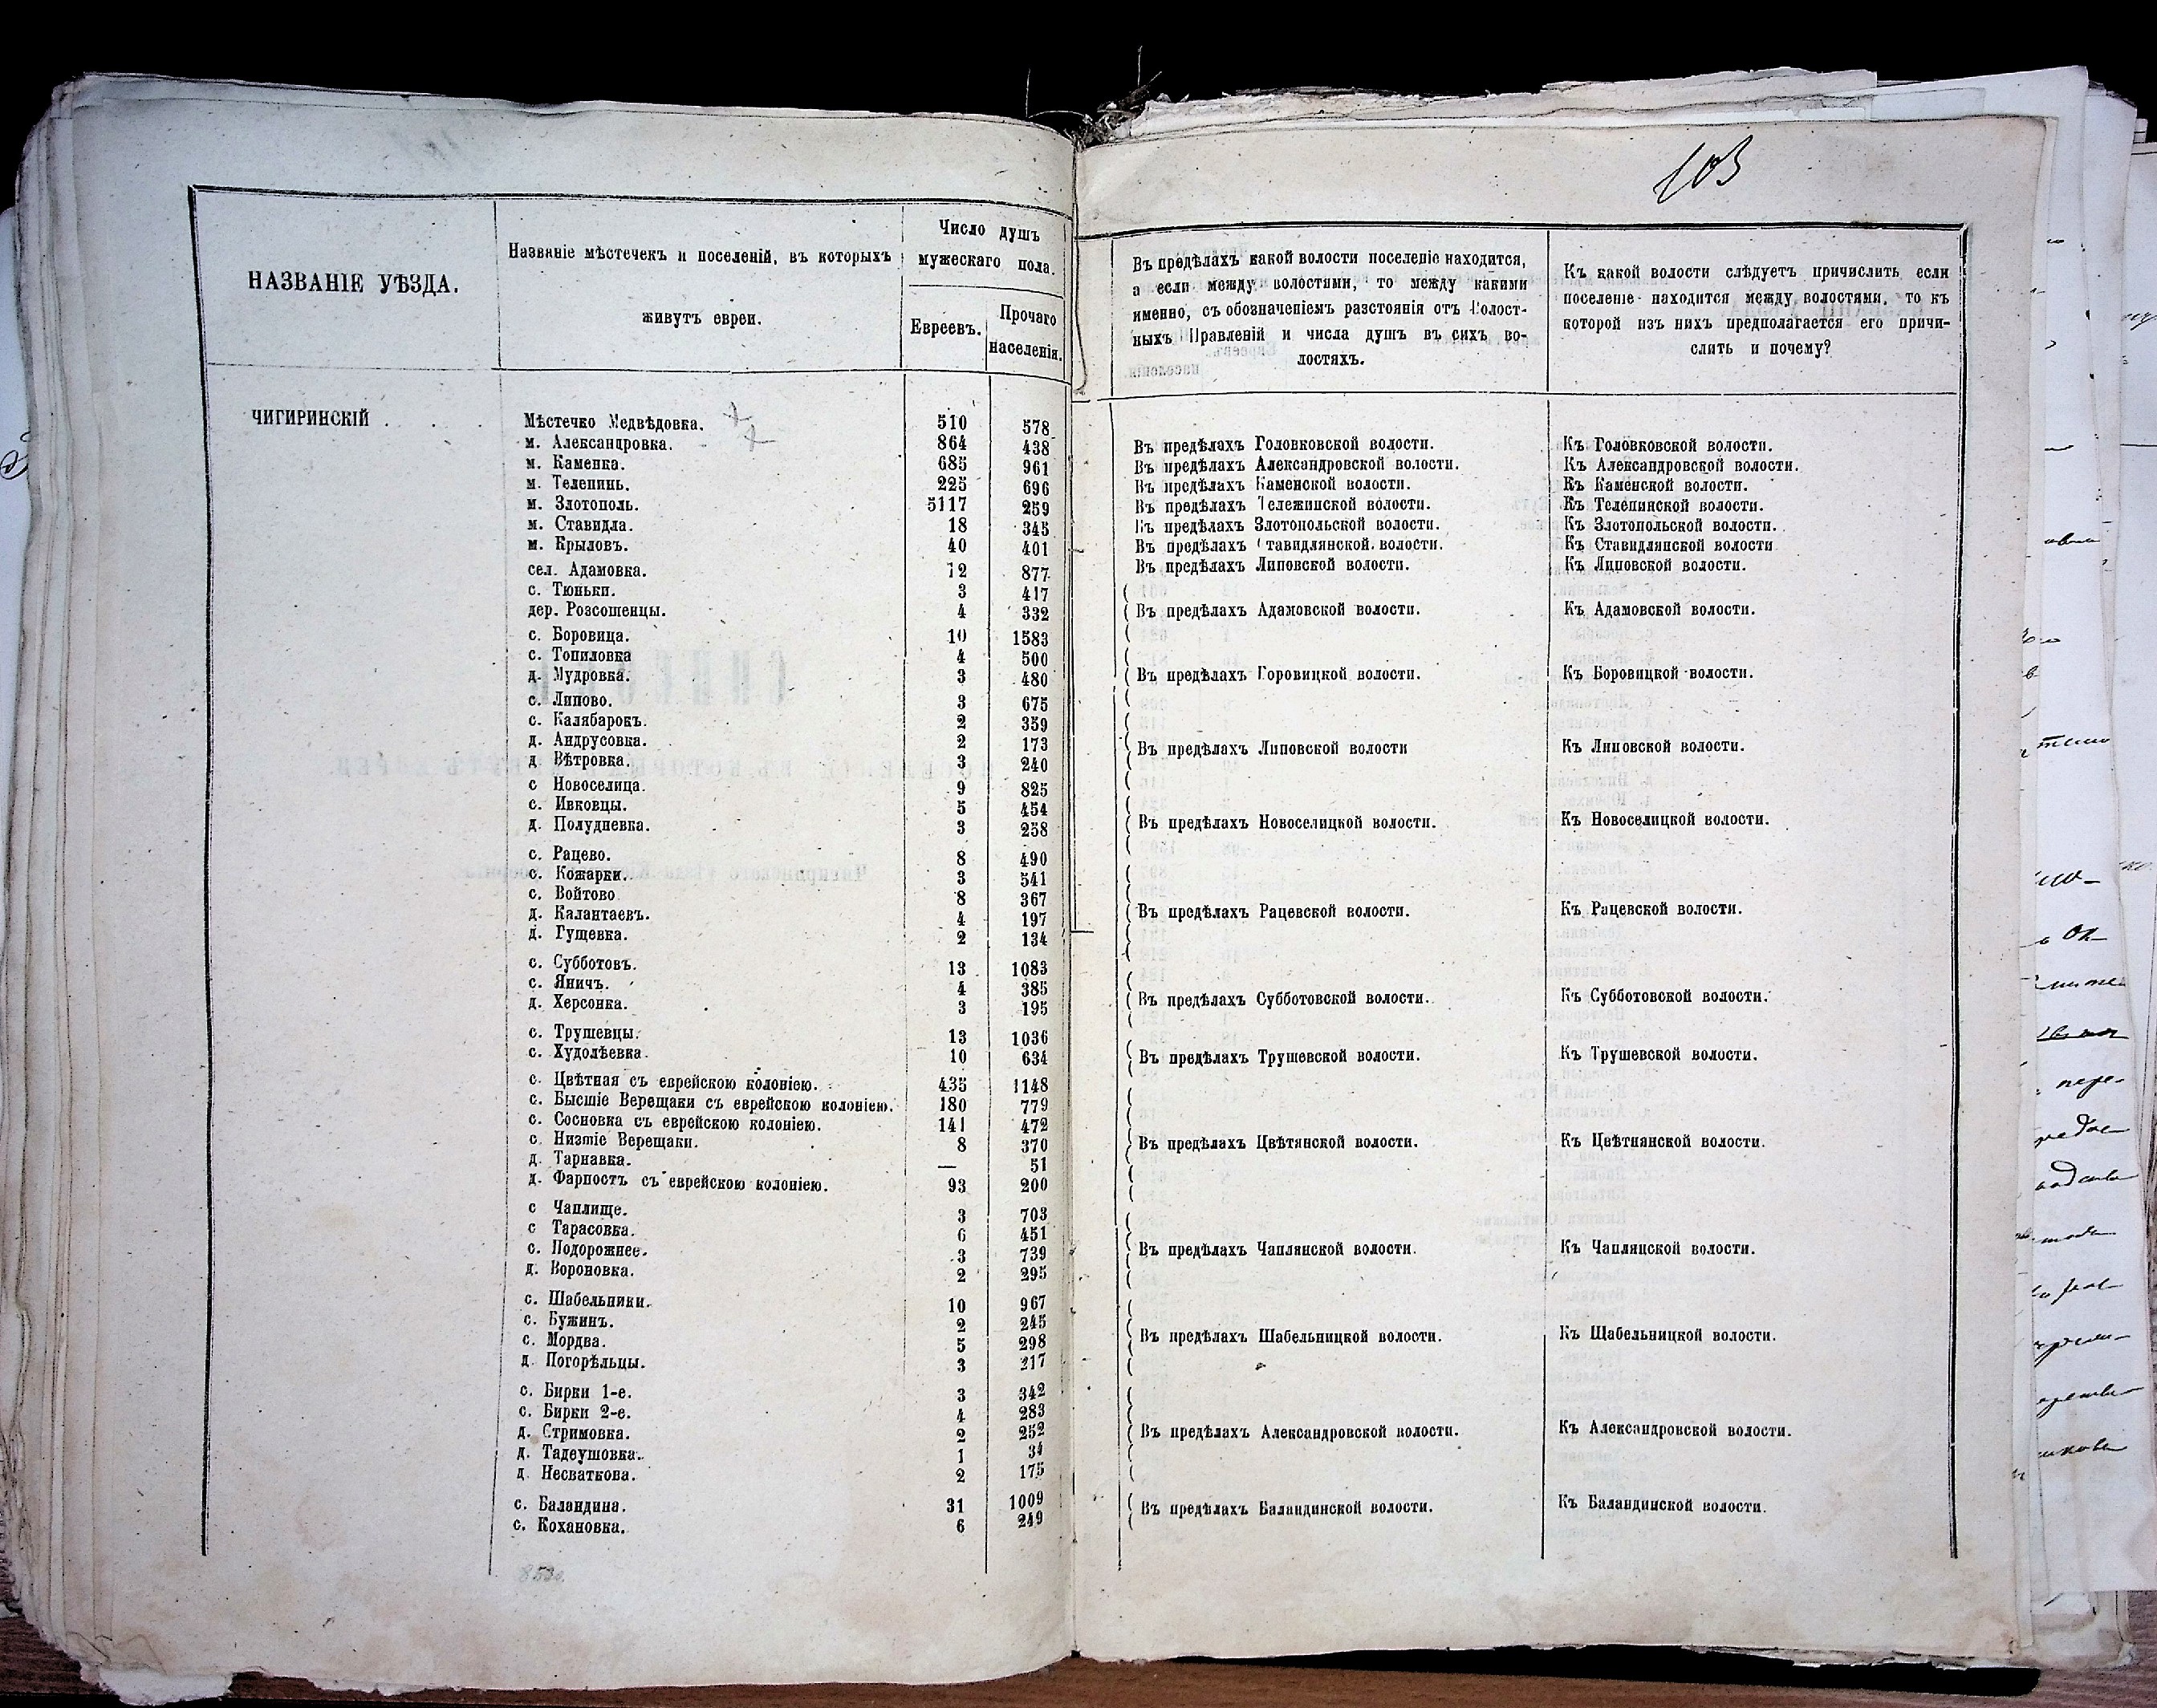 103
НАЗВАНІЕ УѢЗДА.
Названіе мѣстечекъ и поселеній, въ которыхъ
живутъ евреи.
Число душъ
мужескаго пола.
Евреевъ.
Прочаго
населенія.
ЧИГИРИНСКІЙ
Мѣстечко Медвѣдовка. 510 578
м. Александровка. 864 438
м. Каменка. 685 961
м. Телепинь. 225 696
м. Злотополь. 5117 259
м. Ставидла. 18 345
м. Крыловъ. 40 401
сел. Адамовка. 12 877
с. Тюньки. 3 417
дер. Розсошенцы. 4 332
с. Боровица. 10 1583
с. Топиловка 4 500
д. Мудровка. 3 480
с. Липово. 3 675
с. Калябарокъ. 2 359
д. Андрусовка. 2 173
д Вѣтровка. 3 240
с Новоселица. 9 825
с. Ивковцы. 5 454
д. Полудневка. 3 258
с. Рацево. 8 490
с. Кожарки. 3 541
с. Войтово 8 367
д. Калантаевъ. 4 197
д. Гущевка. 2 134
с. Субботовъ. 13 1083
с. Яничъ. 4 385
д. Херсонка. 3 195
с. Трушевцы. 13 1036
с. Худолѣевка. 10 634
с. Цвѣтная съ еврейскою колоніею. 435 1148
с. Высшіе Верещаки съ еврейскою колоніею. 180 779
с. Сосновка съ еврейскою колоніею. 141 472
с. Низшіе Верещаки. 8 370
д. Тарнавка. — 51
д. Фарпостъ съ еврейскою колоніею. 93 200
с Чаплище. 3 703
с Тарасовка. 6 451
с. Подорожнее. 3 739
д. Вороновка. 2 295
с. Шабельники. 10 967
с. Бужинъ. 2 245
с. Мордва. 5 298
д. Погорѣльцы. 3 217
с. Бирки 1-е. 3 342
с. Бирки 2-е. 4 283
д. Стримовка. 2 252
д. Тадеушовка. 1 34
д Несваткова. 2 175
с. Баландина. 31 1009
с. Кохановка. 6 249
Въ предѣлахъ какой волости поселеніе находится,
а если между волостями, то между какими
именно, съ обозначеніемъ разстоянія отъ Волост-
ныхъ Правленій и числа душъ въ сихъ во-
лостяхъ.
Къ какой волости слѣдуетъ причислить, если
поселеніе находится между волостями, то къ
которой изъ нихъ предполагается его причи-
слить и почему?
Въ предѣлахъ Головковской волости. Къ Головковской волости.
Въ предѣлахъ Александровской волости. Къ Александровской волости.
Въ предѣлахъ Каменской волости. Къ Каменской волости.
Въ предѣлахъ Тележинской волости. Къ Телепинской волости.
Въ предѣлахъ Злотопольской волости. Къ Злотопольской волости.
Въ предѣлахъ Ставидлянской волости. Къ Ставидлянской волости
Въ предѣлахъ Липовской волости. Къ Липовской волости.
Въ предѣлахъ Адамовской волости. Къ Адамовской волости.
Въ предѣлахъ Боровицкой волости. Къ Боровицкой волости.
Въ предѣлахъ Липовской волости Къ Липовской волости.
Въ предѣлахъ Новоселицкой волости. Къ Новоселицкой волости.
Въ предѣлахъ Рацевской волости. Къ Рацевской волости.
Въ предѣлахъ Субботовской волости. Къ Субботовской волости.
Въ предѣлахъ Трушевской волости. Къ Трушевской волости.
Въ предѣлахъ Цвѣтянской волости. Къ Цвѣтнянской волости.
Въ предѣлахъ Чаплянской волости. Къ Чаплянской волости.
Въ предѣлахъ Шабельницкой волости. Къ Шабельницкой волости.
Въ предѣлахъ Александровской волости. Къ Александровской волости.
Въ предѣлахъ Баландинской волости. Къ Баландинской волости.